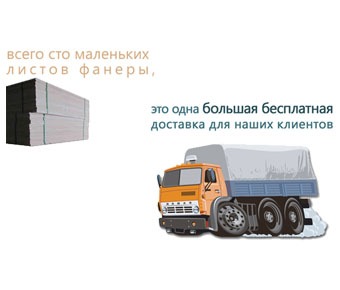 всего сто маленьких
листов фанеры,
это одна большая бесплатная
доставка для наших клиентов